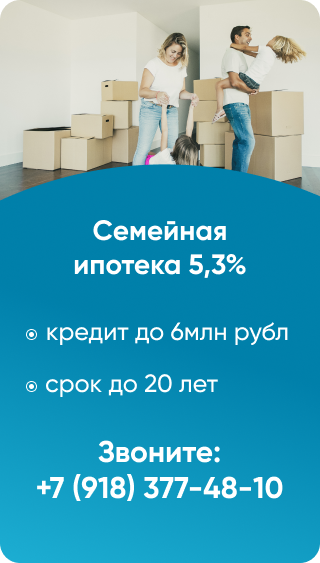 Семейная
ипотека 5,3%
кредит до 6млн рубл
срок до 20 лет
Звоните:
+7 (918) 377-48-10